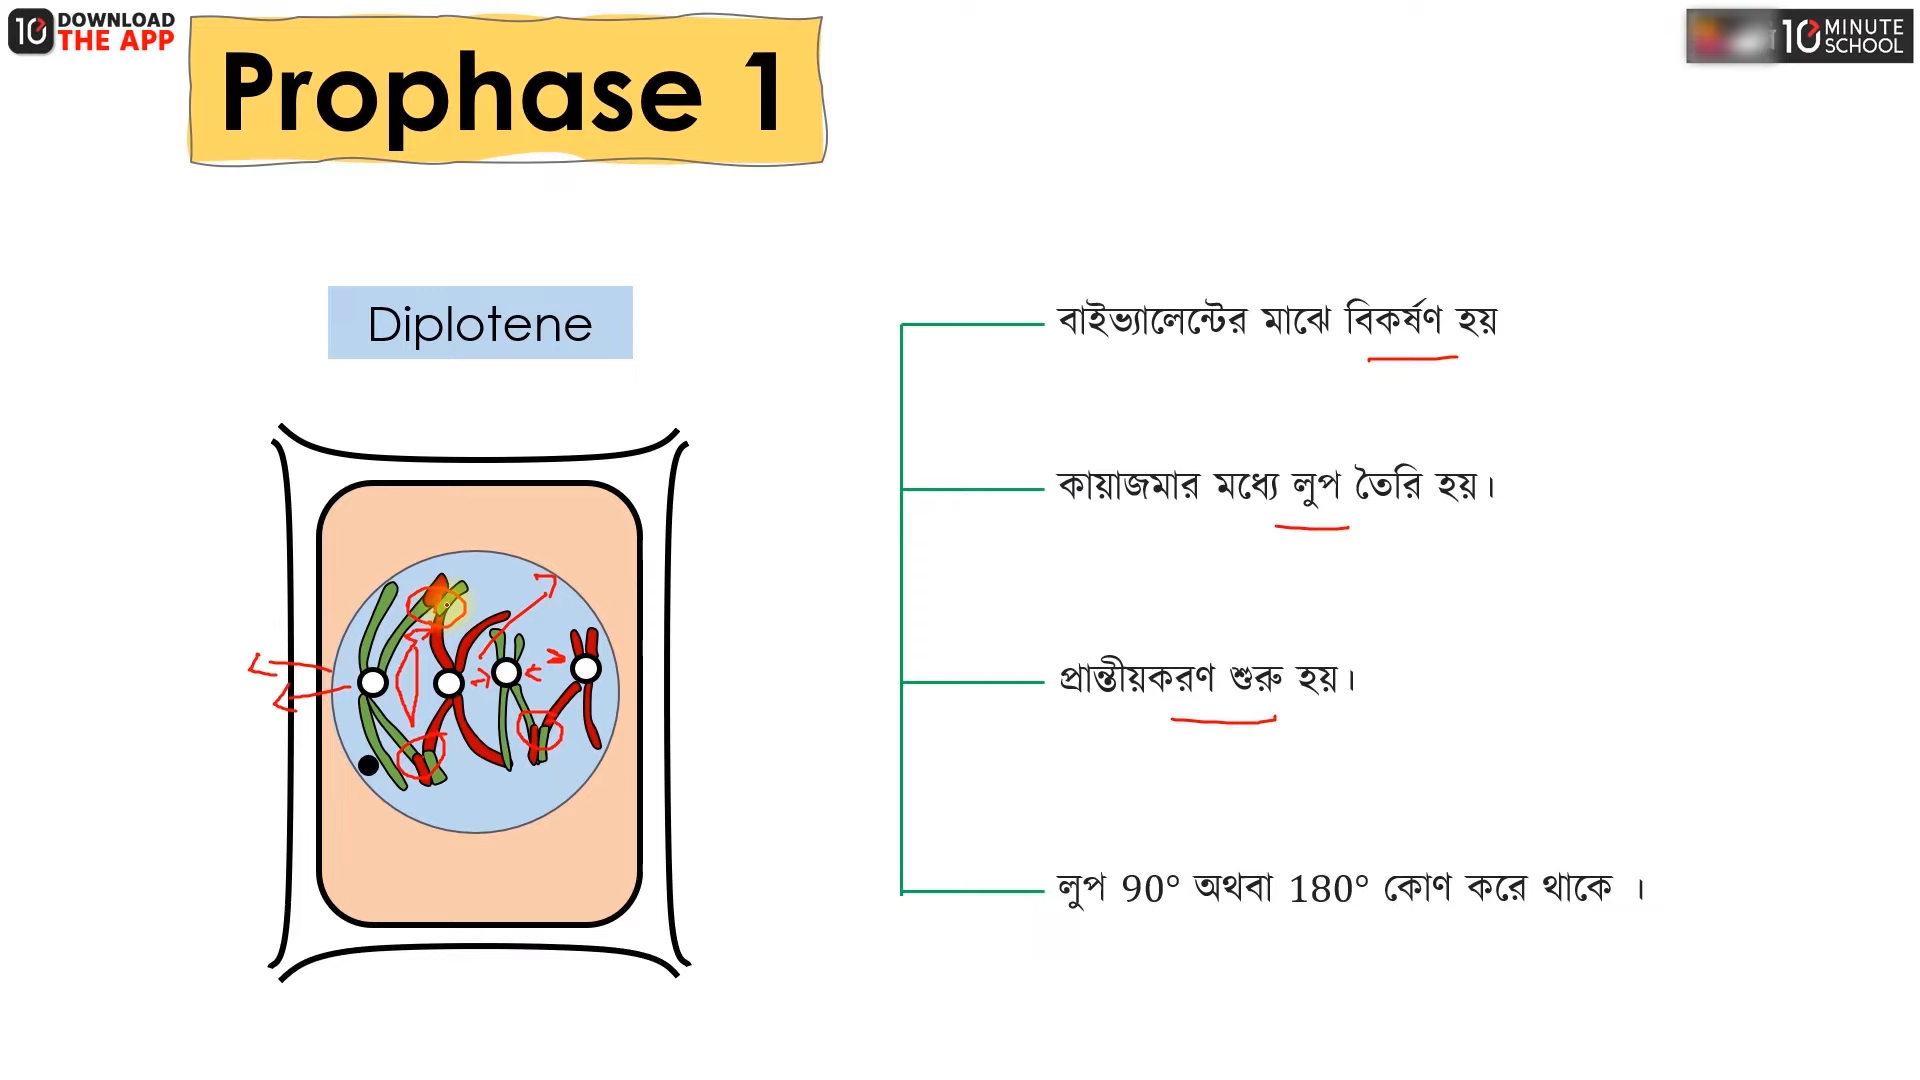 10 DOWNLOAD
THE APP
10 MINUTE
SCHOOL
Prophase 1
Diplotene
বাইভ্যালেন্টের মাঝে বিকর্ষণ হয়
কায়াজমার মধ্যে লুপ তৈরি হয়।
প্রান্তীয়করণ শুরু হয়।
লুপ 90° অথবা 180° কোণ করে থাকে ।